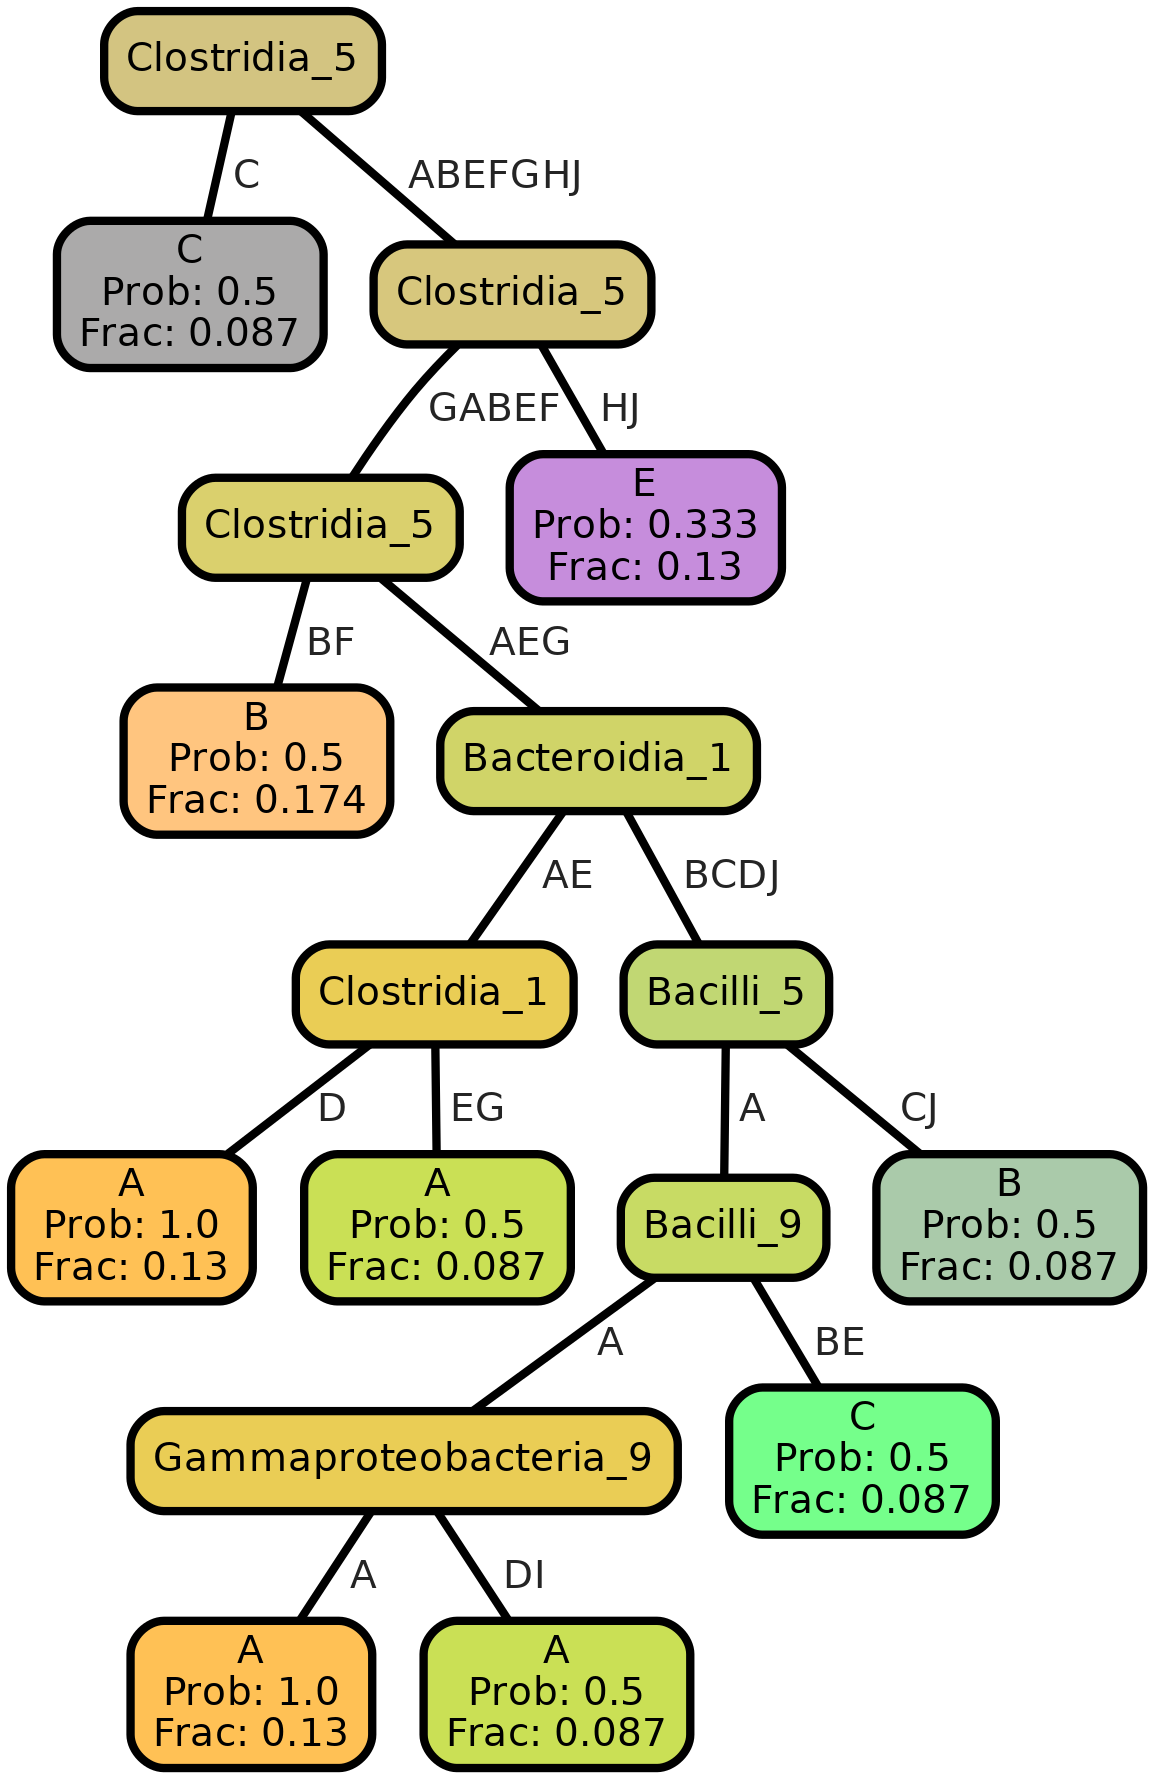 Clostridia_5
C
ABEFGHJ
C
Prob: 0.5
Frac: 0.087
Clostridia_5
GABEF
HJ
Clostridia_5
E
Prob: 0.333
Frac: 0.13
BF
AEG
B
Prob: 0.5
Frac: 0.174
Bacteroidia_1
AE
BCDJ
Clostridia_1
Bacilli_5
D
EG
A
CJ
A
Prob: 1.0
Frac: 0.13
A
Prob: 0.5
Frac: 0.087
Bacilli_9
B
Prob: 0.5
Frac: 0.087
A
BE
Gammaproteobacteria_9
C
Prob: 0.5
Frac: 0.087
A
DI
A
Prob: 1.0
Frac: 0.13
A
Prob: 0.5
Frac: 0.087